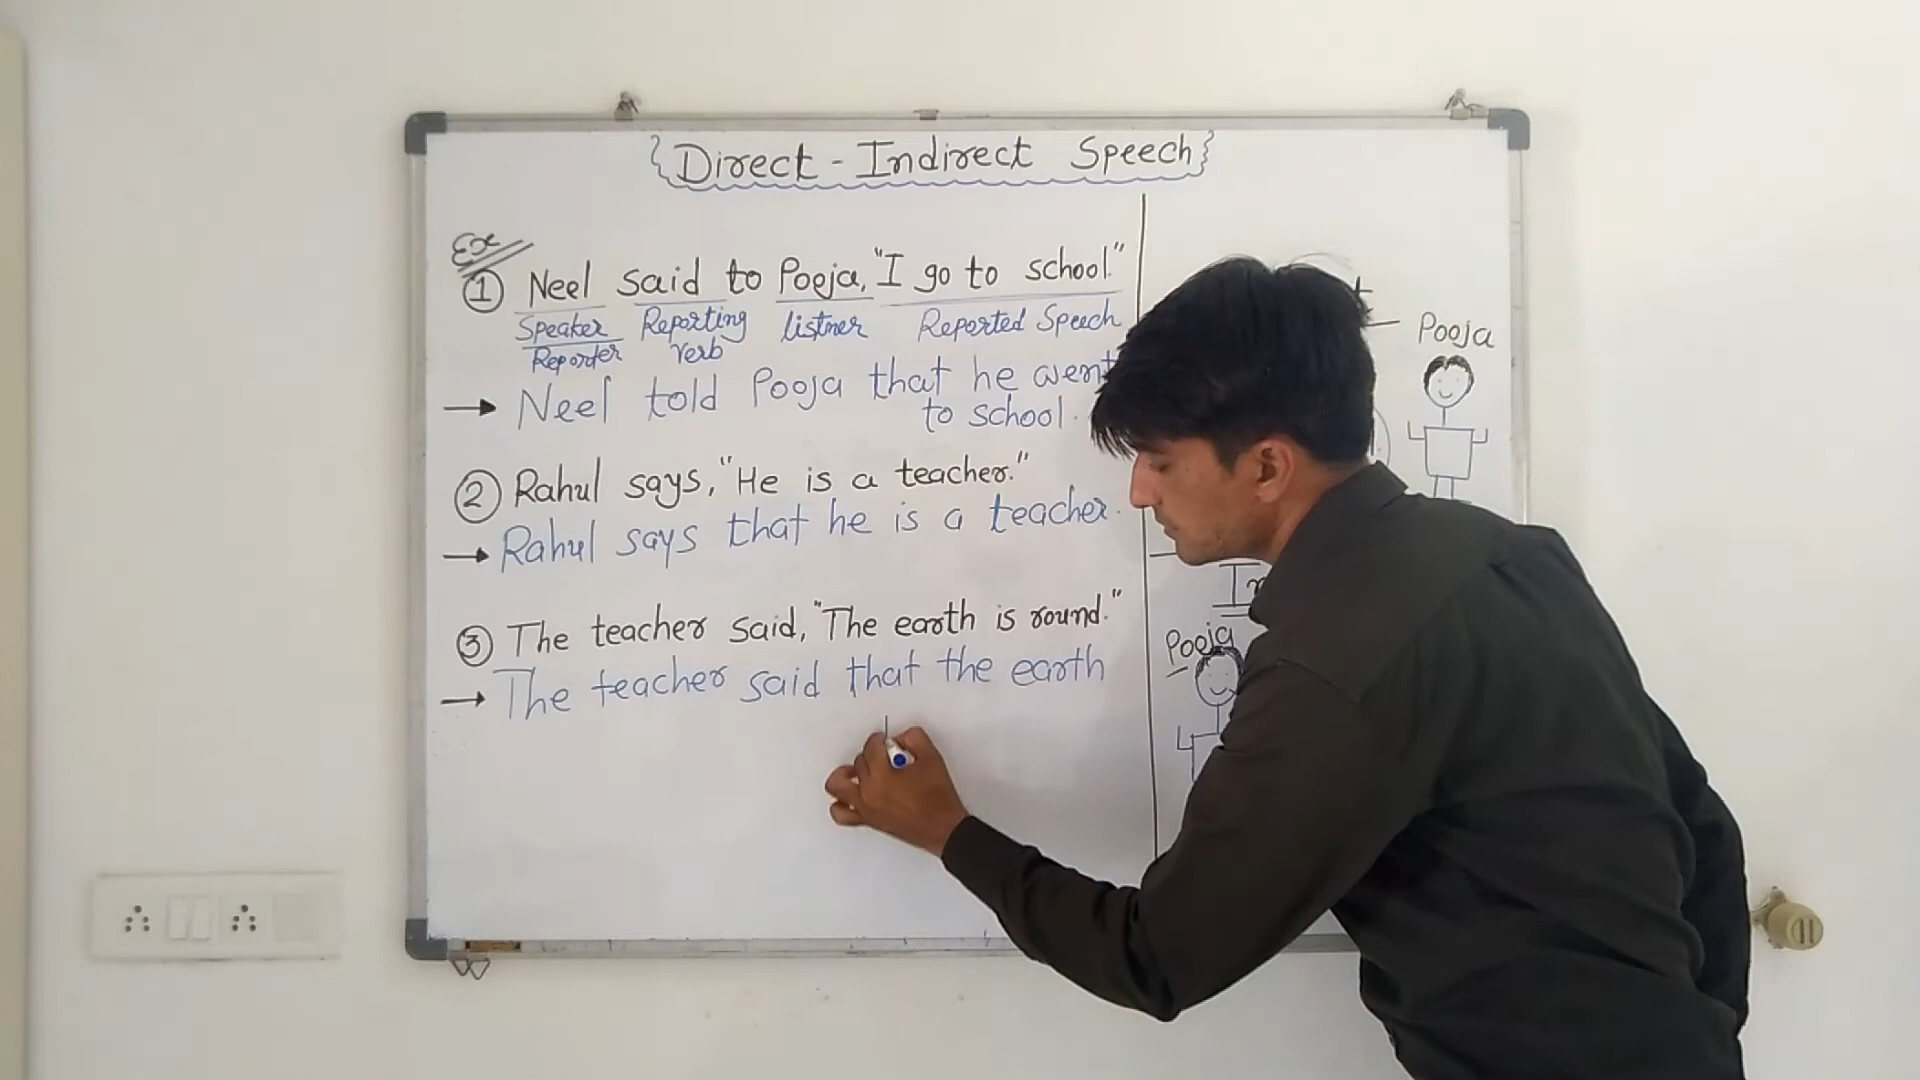 Direct - Indirect Speech
Ex
① Neel said to Pooja, "I go to school."
Speaker Reporting listner Reported Speech
Reporder verb
→ Neel told Pooja that he went
to school.
② Rahul says, "He is a teacher."
→ Rahul says that he is a teacher.
③ The teacher said, "The earth is round."
→ The teacher said that the earth
Pooja
Pooja